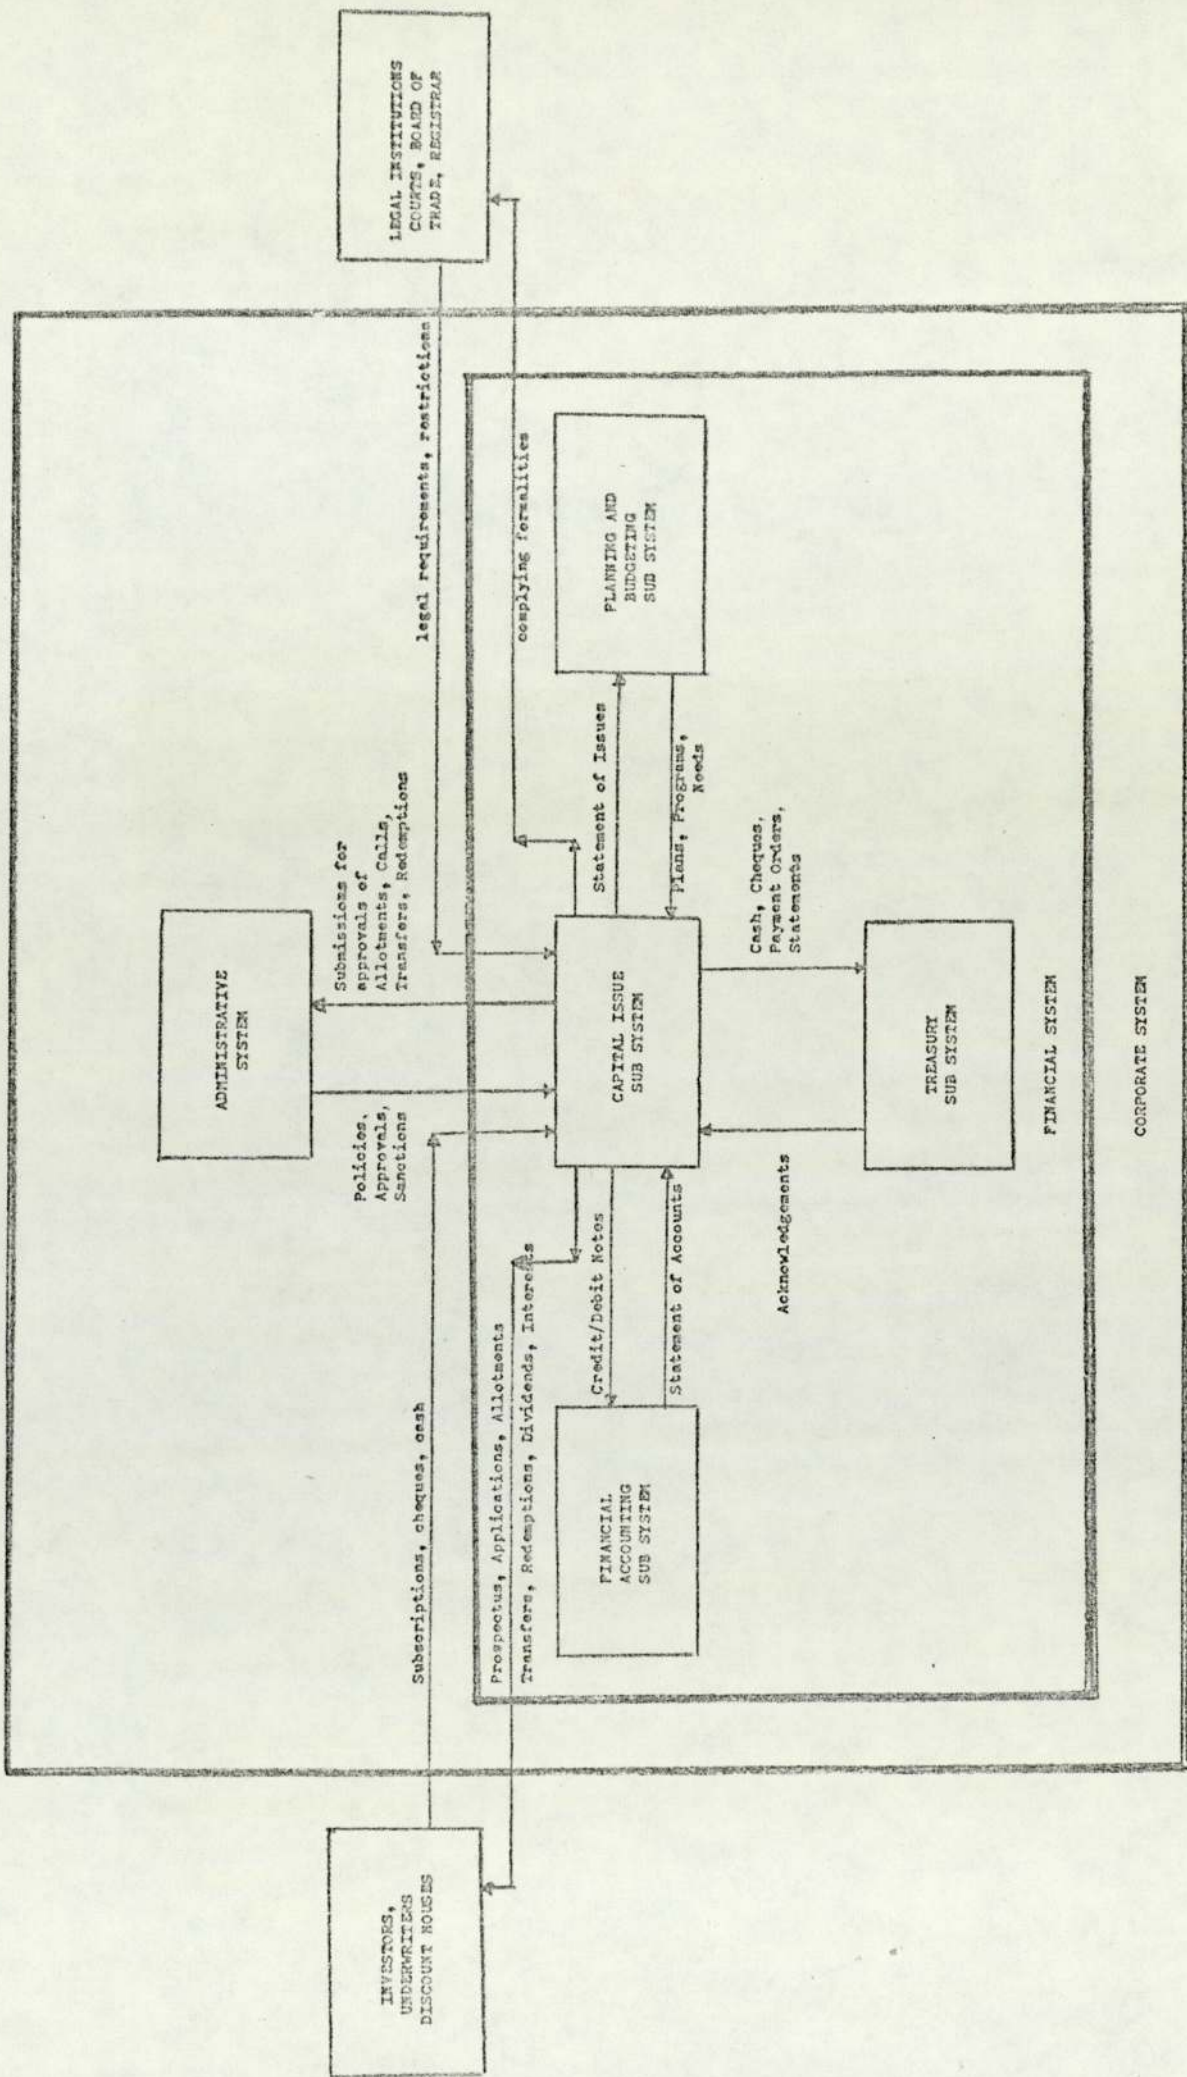 LEGAL INSTITUTIONS
COURTS, BOARD OF
TRADE, REGISTRAR
legal requirements, restrictions
complying formalities
ADMINISTRATIVE
SYSTEM
Submissions for
approvals of
Allotments, Calls,
Transfers, Redemptions
Policies,
Approvals,
Sanctions
Subscriptions, cheques, cash
INVESTORS,
UNDERWRITERS
DISCOUNT HOUSES
Prospectus, Applications, Allotments
Transfers, Redemptions, Dividends, Interests
PLANNING AND
BUDGETING
SUB SYSTEM
Statement of Issues
Plans, Programs,
Needs
CAPITAL ISSUE
SUB SYSTEM
Credit/Debit Notes
Statement of Accounts
FINANCIAL
ACCOUNTING
SUB SYSTEM
Cash, Cheques,
Payment Orders,
Statements
Acknowledgements
TREASURY
SUB SYSTEM
FINANCIAL SYSTEM
CORPORATE SYSTEM